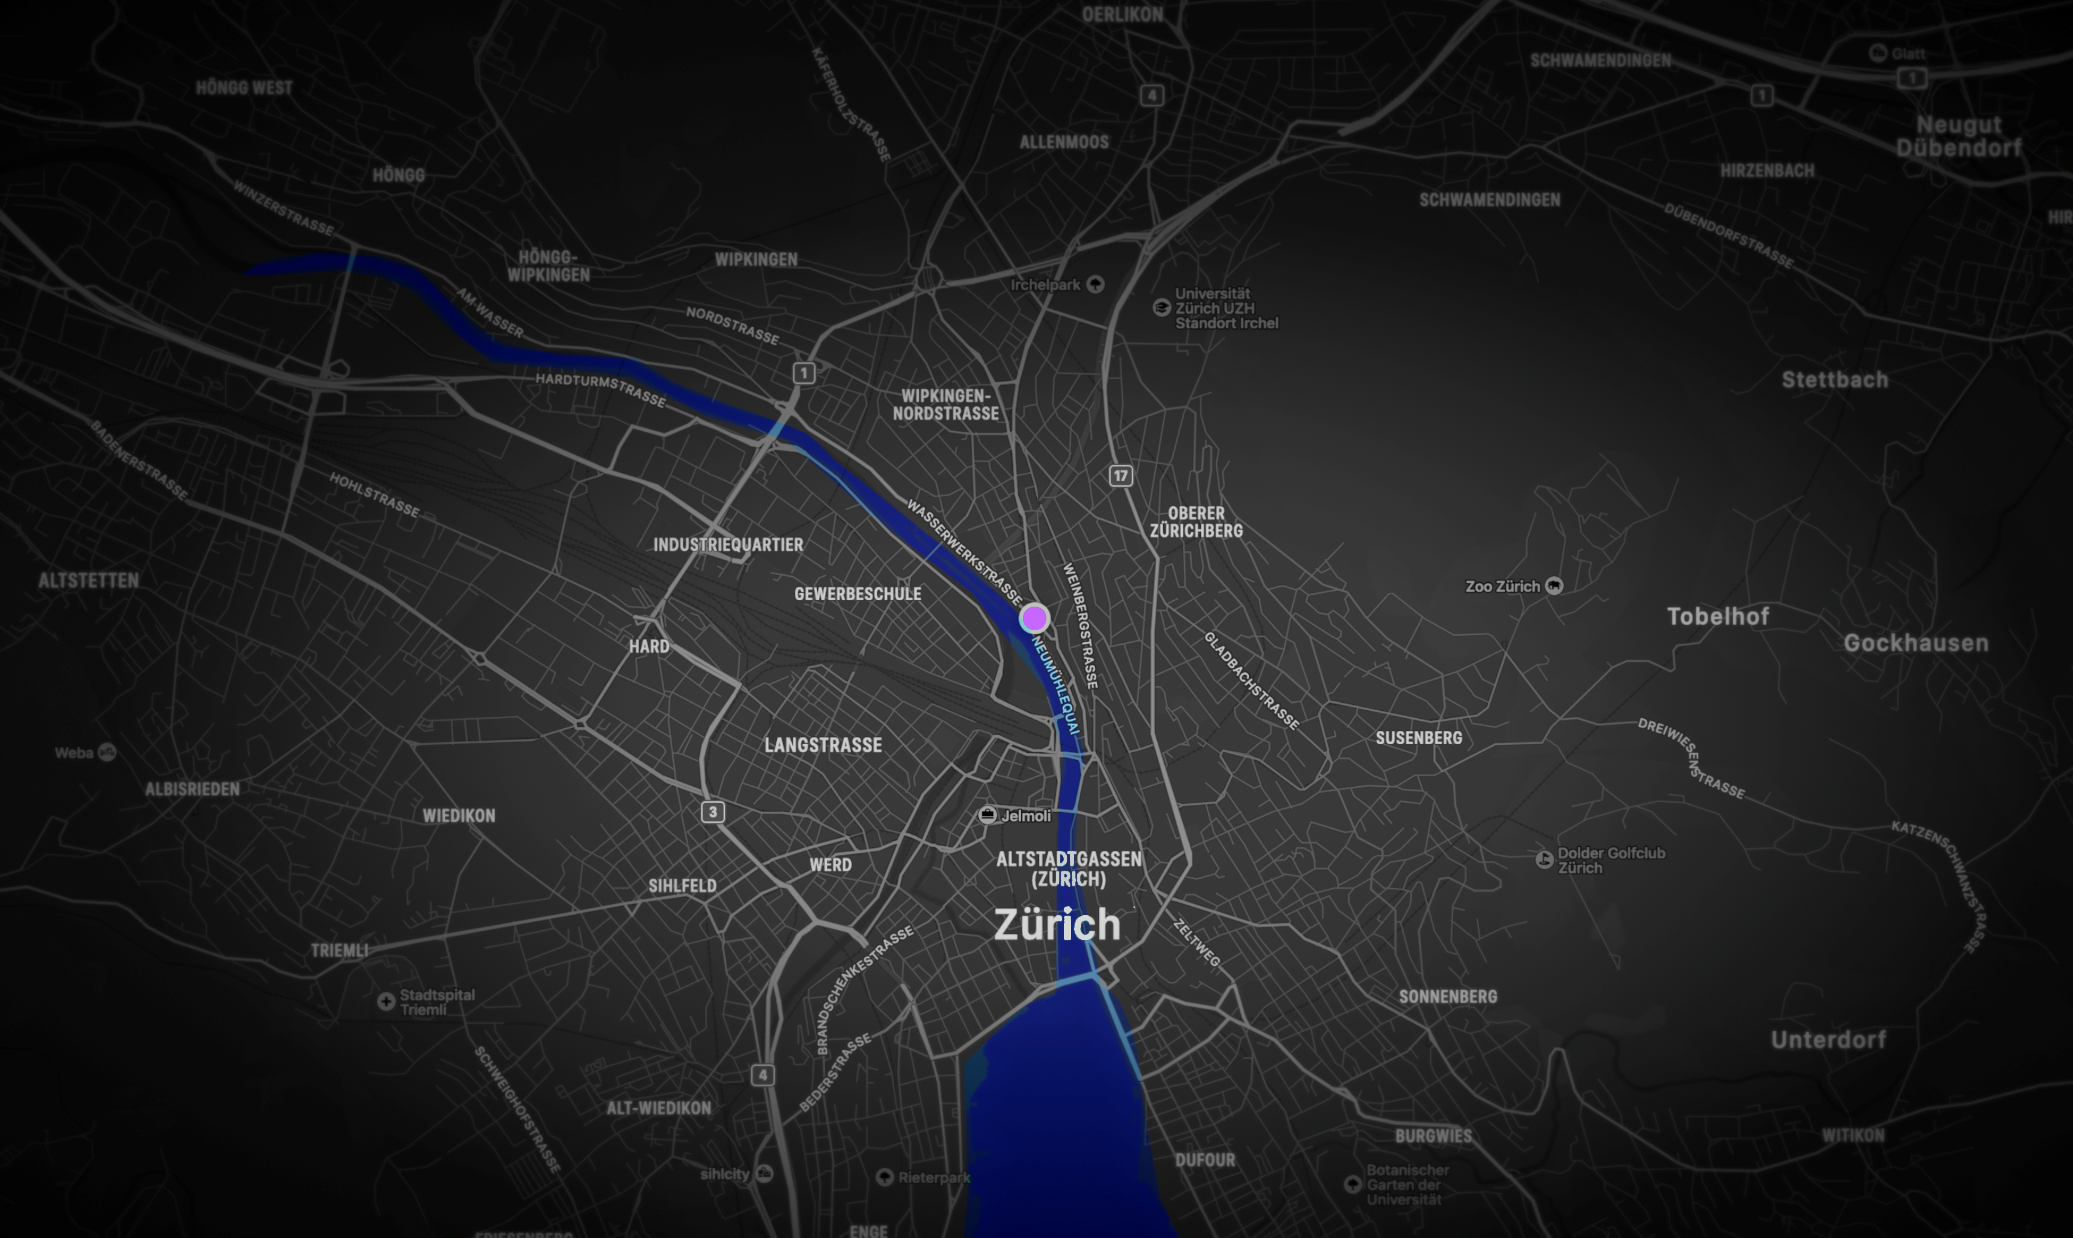 OERLIKON
SCHWAMENDINGEN
Glatt
1
HÖNGG WEST
4
1
KÄFERHOLZSTRASSE
Neugut
Dübendorf
ALLENMOOS
HIRZENBACH
HÖNGG
WINZERSTRASSE
SCHWAMENDINGEN
HIR
DÜBENDORFSTRASSE
HÖNGG-
WIPKINGEN
WIPKINGEN
Irchelpark
Universität
Zürich UZH
Standort Irchel
AM-WASSER
NORDSTRASSE
1
HARDTURMSTRASSE
Stettbach
WIPKINGEN-
NORDSTRASSE
BADENERSTRASSE
HOHLSTRASSE
17
WASSERWERKSTRASSE
OBERER
ZÜRICHBERG
INDUSTRIEQUARTIER
ALTSTETTEN
GEWERBESCHULE
WEINBERGSTRASSE
Zoo Zürich
Tobelhof
Gockhausen
HARD
NEUMÜHLEQUAI
GLADBACHSTRASSE
Weba
LANGSTRASSE
SUSENBERG
DREIWIESENSTRASSE
ALBISRIEDEN
WIEDIKON
3
Jelmoli
KATZENSCHWANZSTRASSE
ALTSTADTGASSEN
(ZÜRICH)
WERD
SIHLFELD
Dolder Golfclub
Zürich
Zürich
TRIEMLI
BRANDSCHENKESTRASSE
ZELTWEG
Stadtspital
Triemli
SONNENBERG
Unterdorf
SCHWEIGHOFSTRASSE
BEDERSTRASSE
4
ALT-WIEDIKON
BURGWIES
WITIKON
sihlcity
Rieterpark
DUFOUR
Botanischer
Garten der
Universität
ENGE
FRIESENBERG